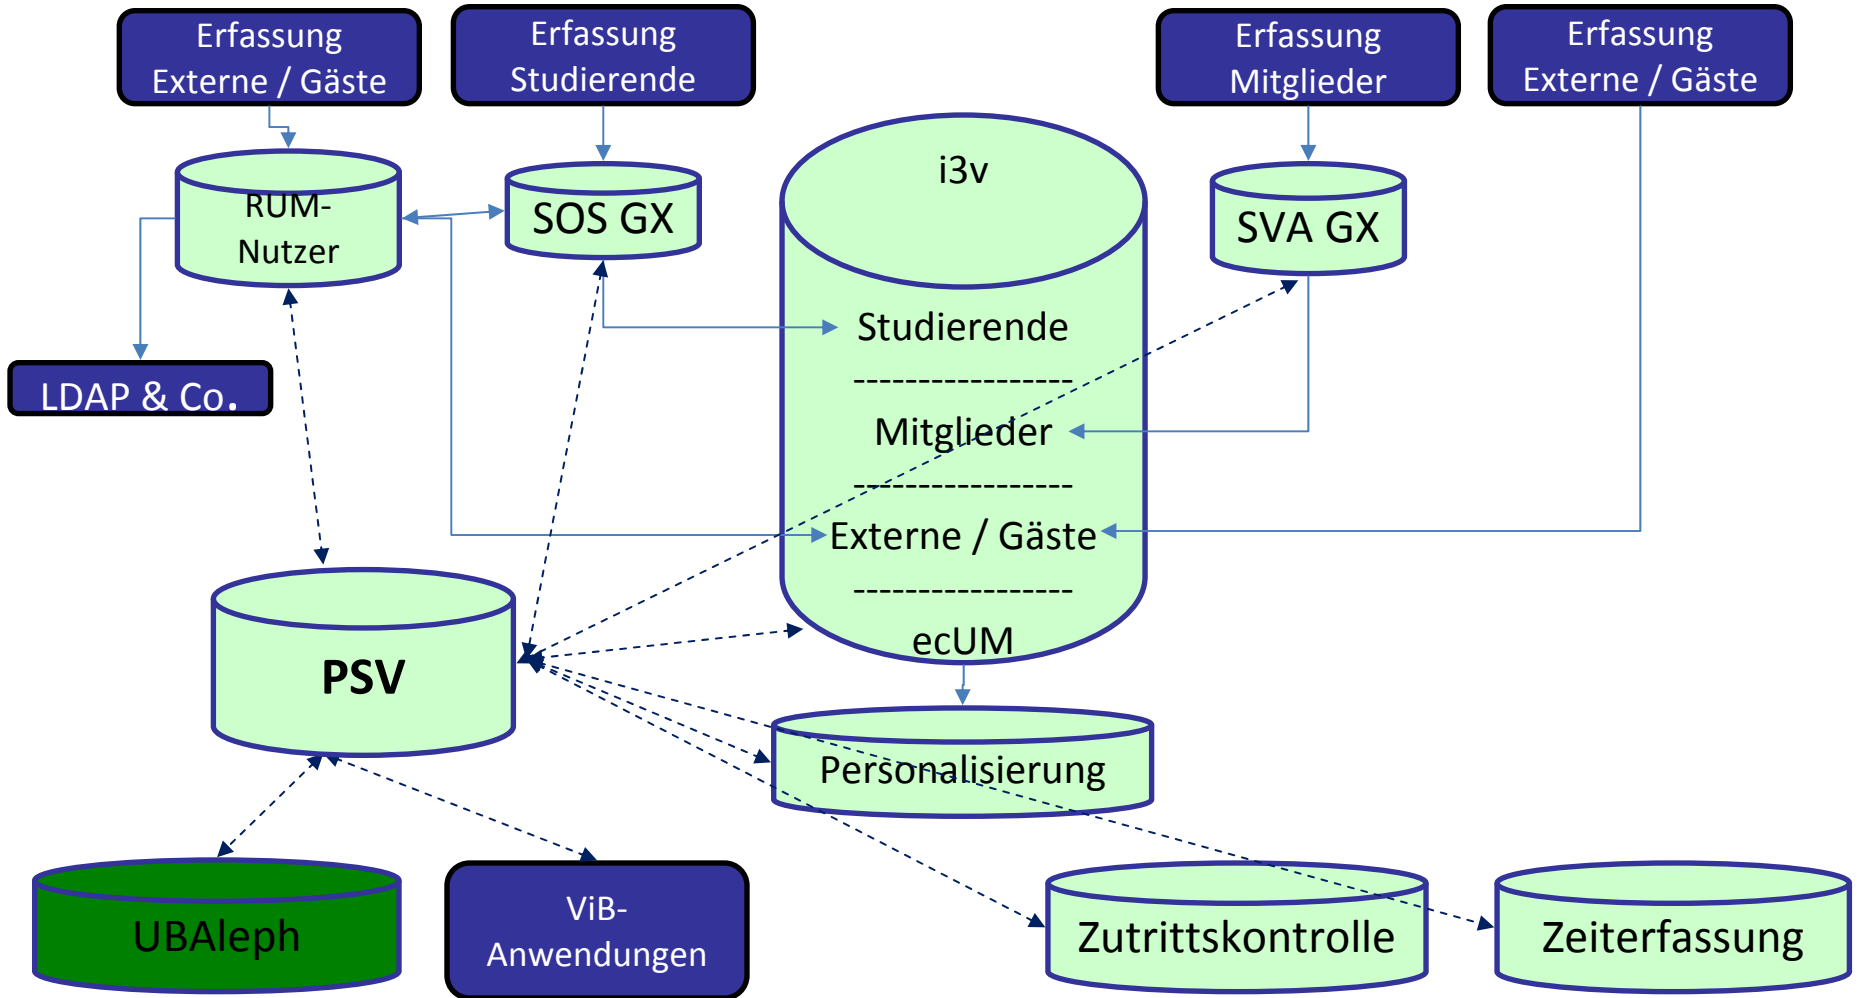 Erfassung
Externe / Gäste
Erfassung
Studierende
Erfassung
Mitglieder
Erfassung
Externe / Gäste
RUM-
Nutzer
SOS GX
i3v
SVA GX
Studierende
-----------------
LDAP & Co.
Mitglieder
-----------------
Externe / Gäste
-----------------
ecUM
PSV
Personalisierung
UBAleph
ViB-
Anwendungen
Zutrittskontrolle
Zeiterfassung